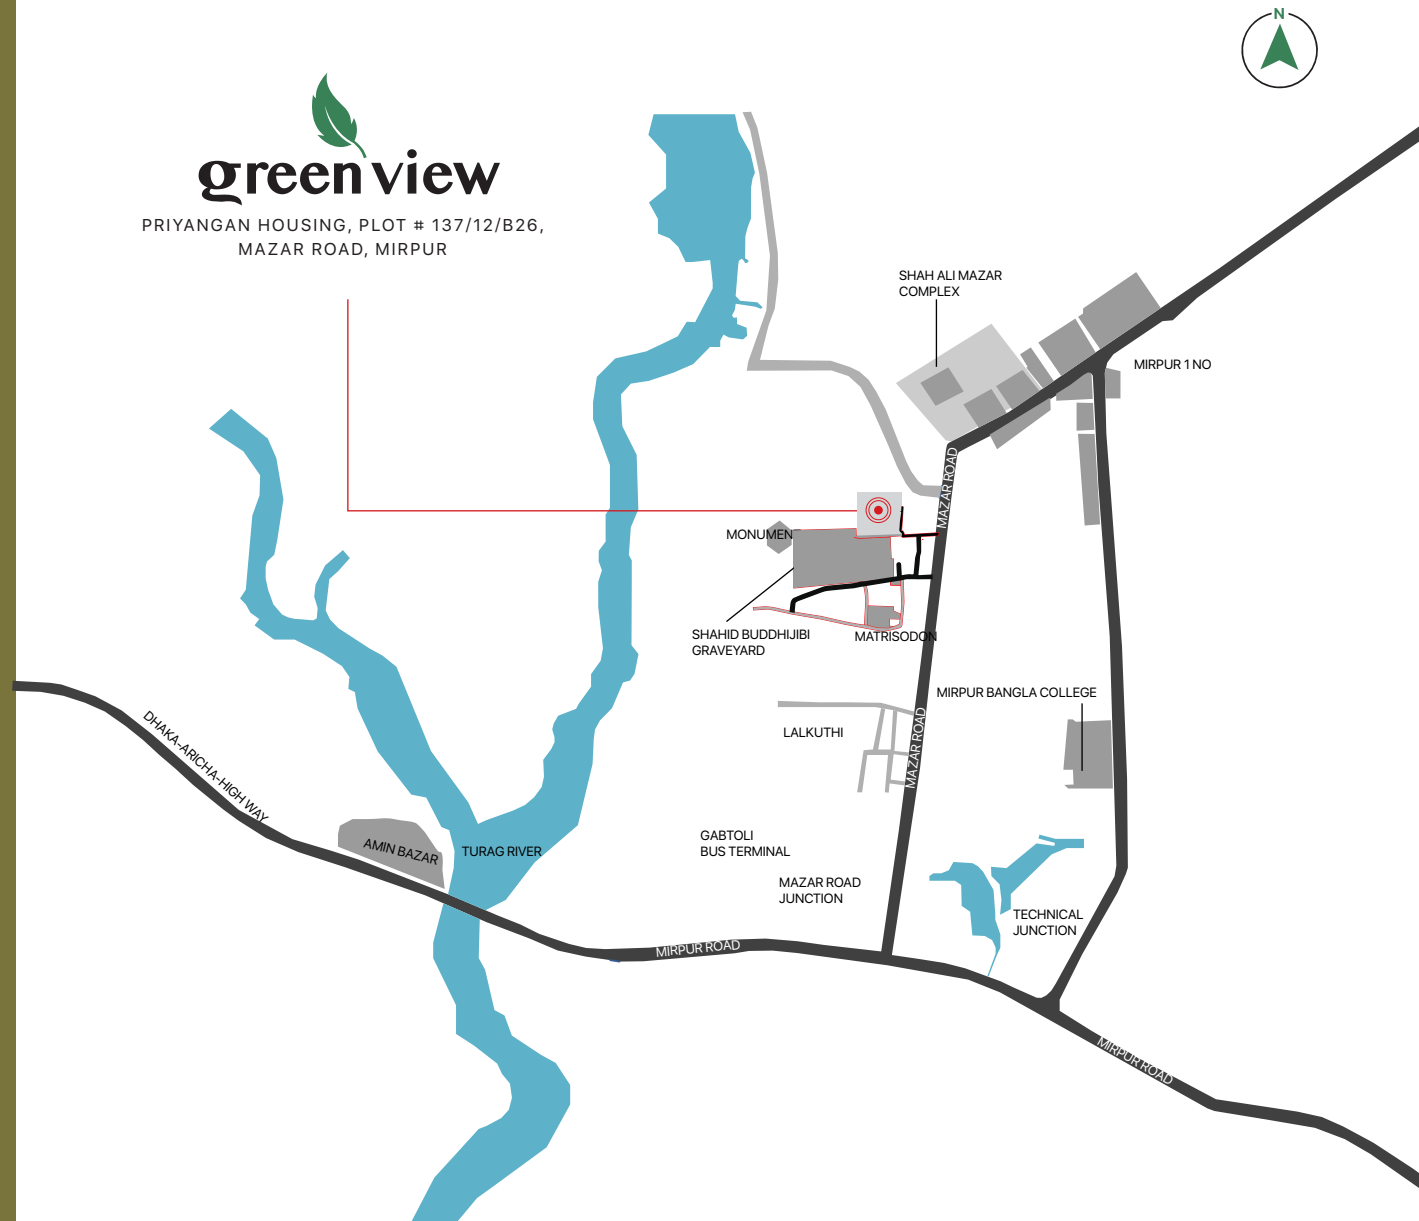 N
green view
PRIYANGAN HOUSING, PLOT # 137/12/B26,
MAZAR ROAD, MIRPUR
SHAH ALI MAZAR
COMPLEX
MIRPUR 1 NO
MAZAR ROAD
MONUMEN
SHAHID BUDDHIJIBI
GRAVEYARD
MATRISODON
MIRPUR BANGLA COLLEGE
DHAKA-ARICHA-HIGH WAY
LALKUTHI
MAZAR ROAD
AMIN BAZAR
TURAG RIVER
GABTOLI
BUS TERMINAL
MAZAR ROAD
JUNCTION
TECHNICAL
JUNCTION
MIRPUR ROAD
MIRPUR ROAD